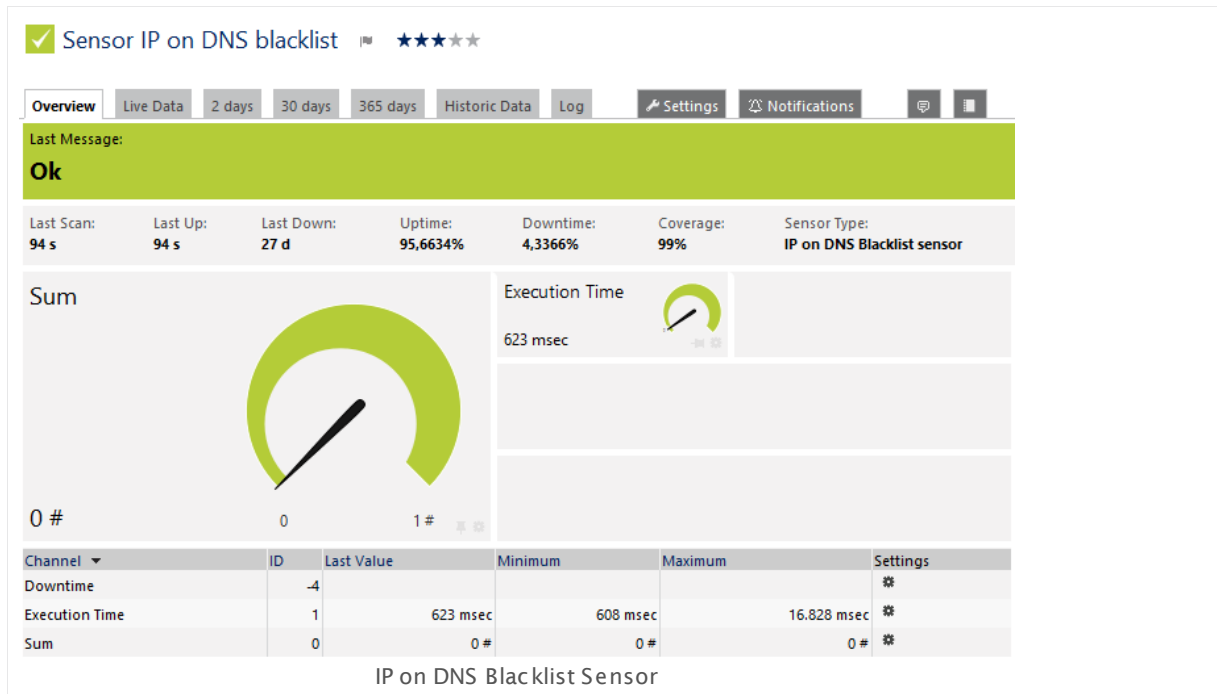 Sensor IP on DNS blacklist
Overview Live Data 2 days 30 days 365 days Historic Data Log Settings Notifications
Last Message:
Ok
Last Scan: Last Up: Last Down: Uptime: Downtime: Coverage: Sensor Type:
94 s 94 s 27 d 95,6634% 4,3366% 99% IP on DNS Blacklist sensor
Sum
Execution Time
623 msec
0 # 0 1 #
Channel ID Last Value Minimum Maximum Settings
Downtime -4
Execution Time 1 623 msec 608 msec 16.828 msec
Sum 0 0 # 0 # 0 #
IP on DNS Blacklist Sensor